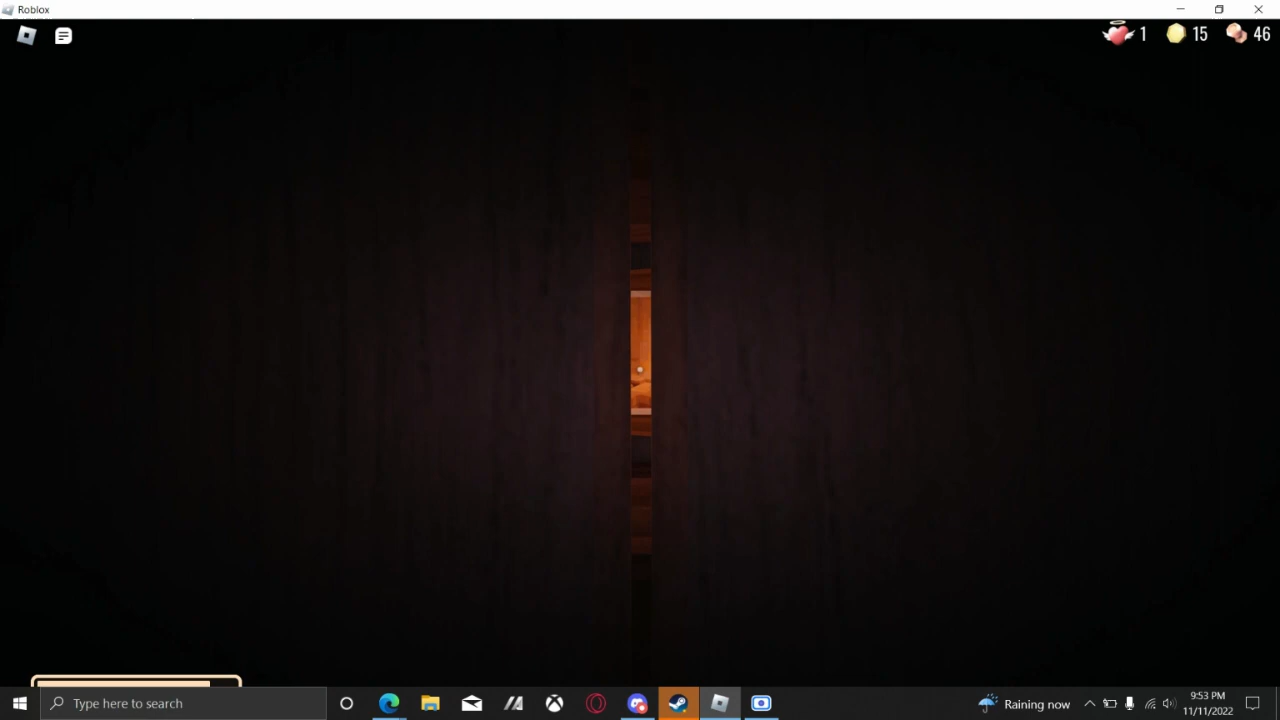 Roblox
1 15 46
Type here to search
Raining now
9:53 PM
11/11/2022